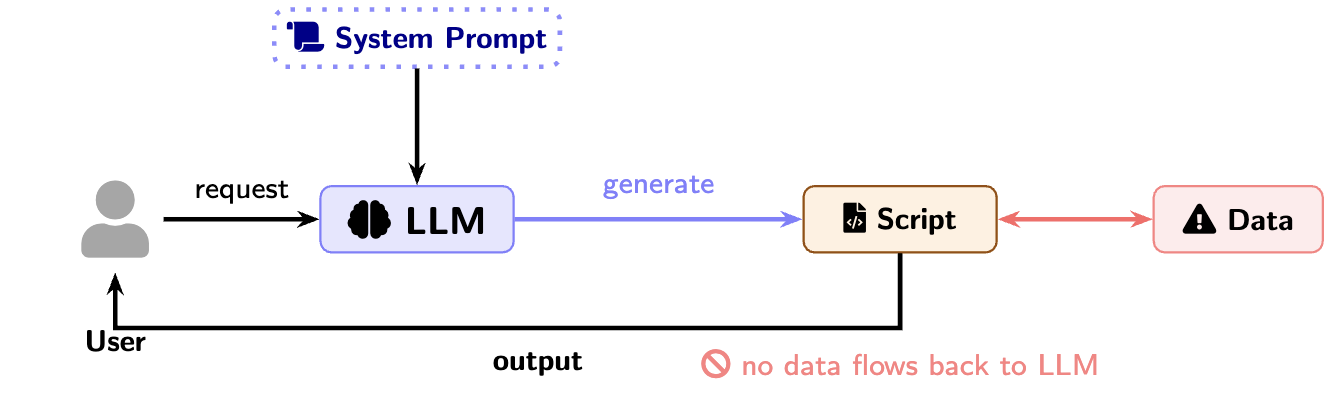 System Prompt
request
LLM
generate
Script
Data
User
output
no data flows back to LLM